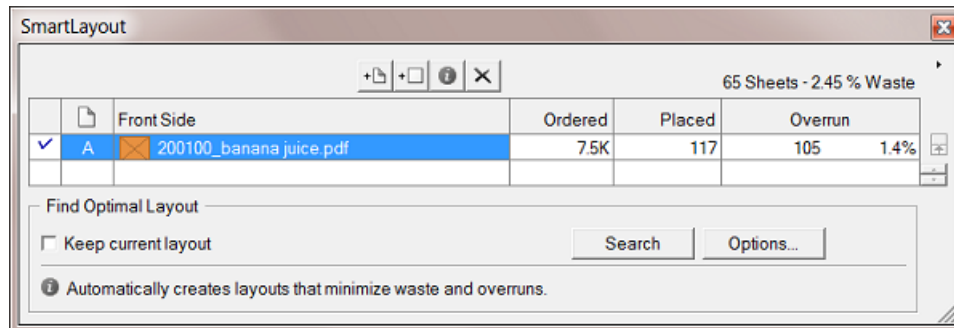 SmartLayout
65 Sheets - 2.45 % Waste
Front Side Ordered Placed Overrun
A 200100_banana juice.pdf 7.5K 117 105 1.4%
Find Optimal Layout
Keep current layout Search Options...
Automatically creates layouts that minimize waste and overruns.